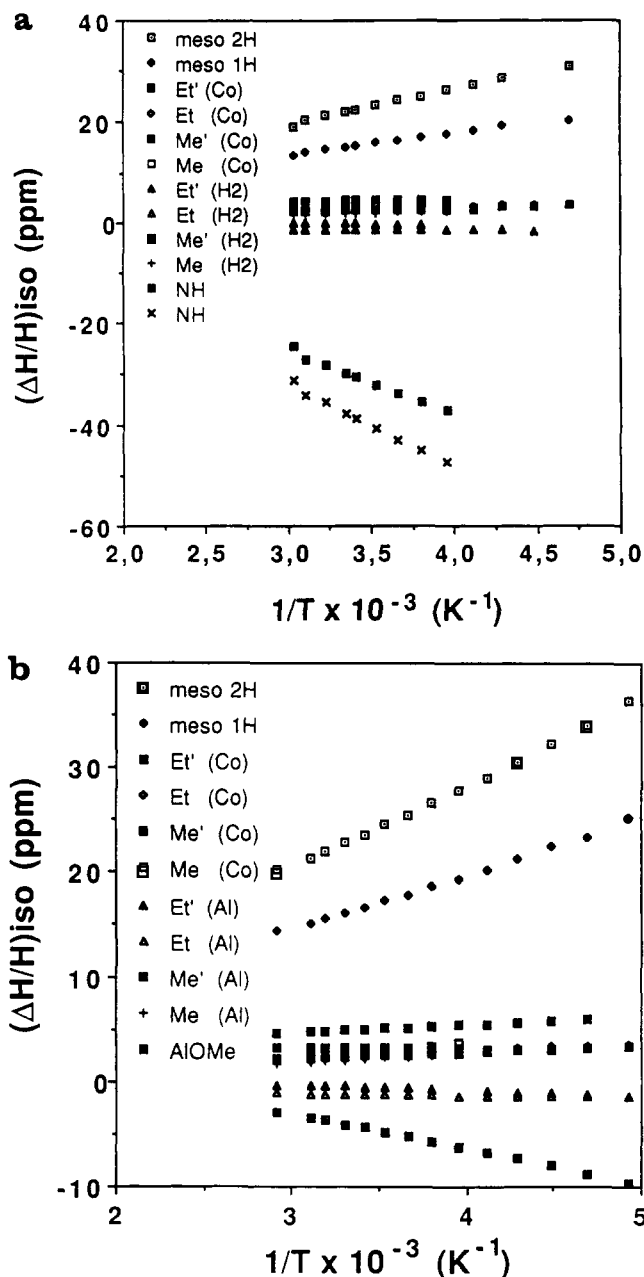 a
(ΔH/H)iso (ppm)
40
20
0
-20
-40
-60
meso 2H
meso 1H
Et' (Co)
Et (Co)
Me' (Co)
Me (Co)
Et' (H2)
Et (H2)
Me' (H2)
Me (H2)
NH
NH
2,0 2,5 3,0 3,5 4,0 4,5 5,0
1/T x 10⁻³ (K⁻¹)
b
(ΔH/H)iso (ppm)
40
30
20
10
0
-10
meso 2H
meso 1H
Et' (Co)
Et (Co)
Me' (Co)
Me (Co)
Et' (Al)
Et (Al)
Me' (Al)
Me (Al)
AlOMe
2 3 4 5
1/T x 10⁻³ (K⁻¹)